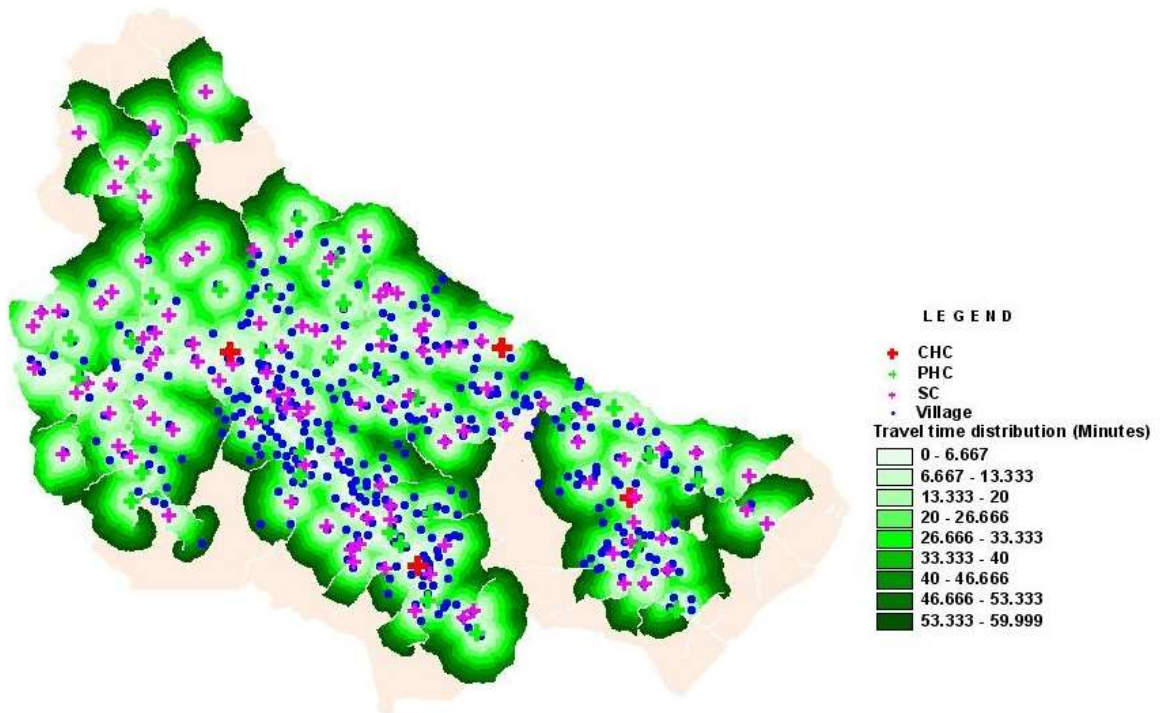 LEGEND
CHC
PHC
SC
Village
Travel time distribution (Minutes)
0 - 6.667
6.667 - 13.333
13.333 - 20
20 - 26.666
26.666 - 33.333
33.333 - 40
40 - 46.666
46.666 - 53.333
53.333 - 59.999